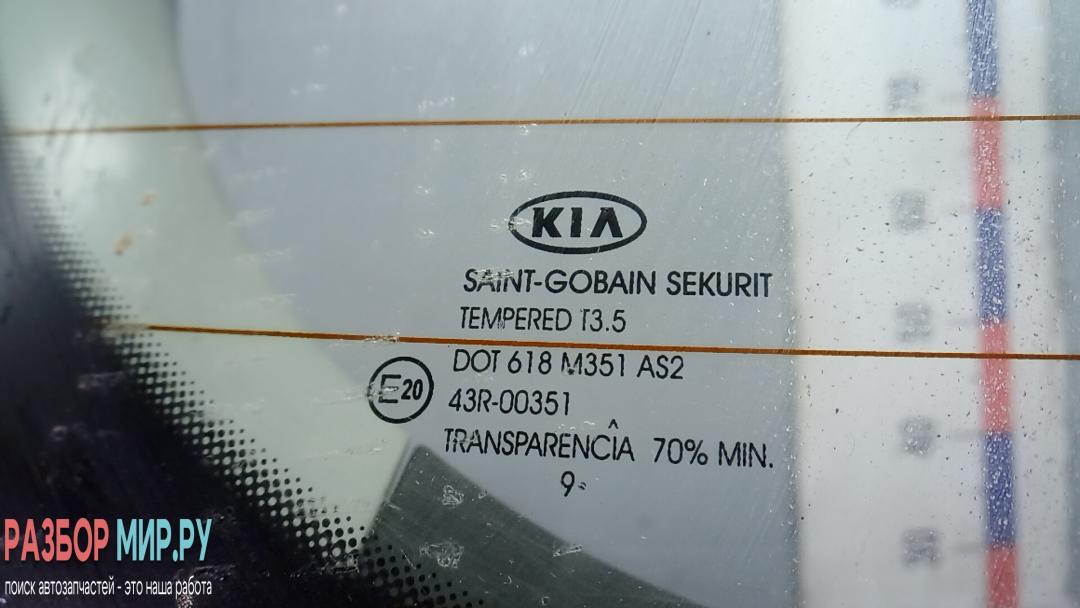 KIA
SAINT-GOBAIN SEKURIT
TEMPERED T3.5
DOT 618 M351 AS2
E20
43R-00351
TRANSPARENCÎA 70% MIN.
9
РАЗБОР МИР.РУ
поиск автозапчастей - это наша работа